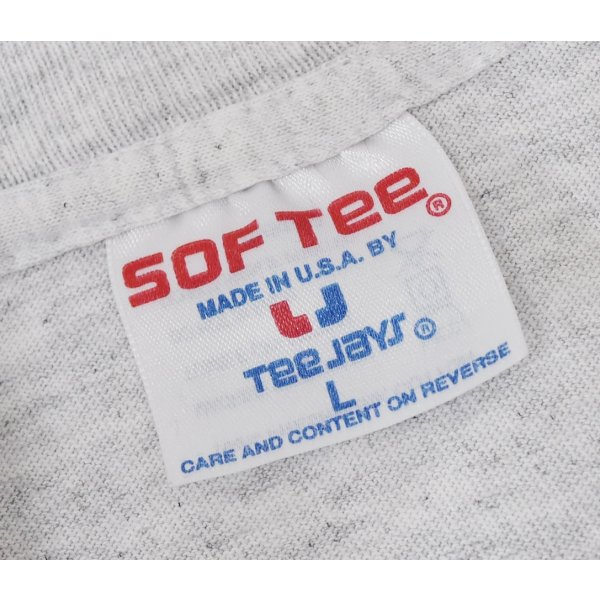 SOF TEE®
MADE IN U.S.A. BY
TEE JAYS®
L
CARE AND CONTENT ON REVERSE